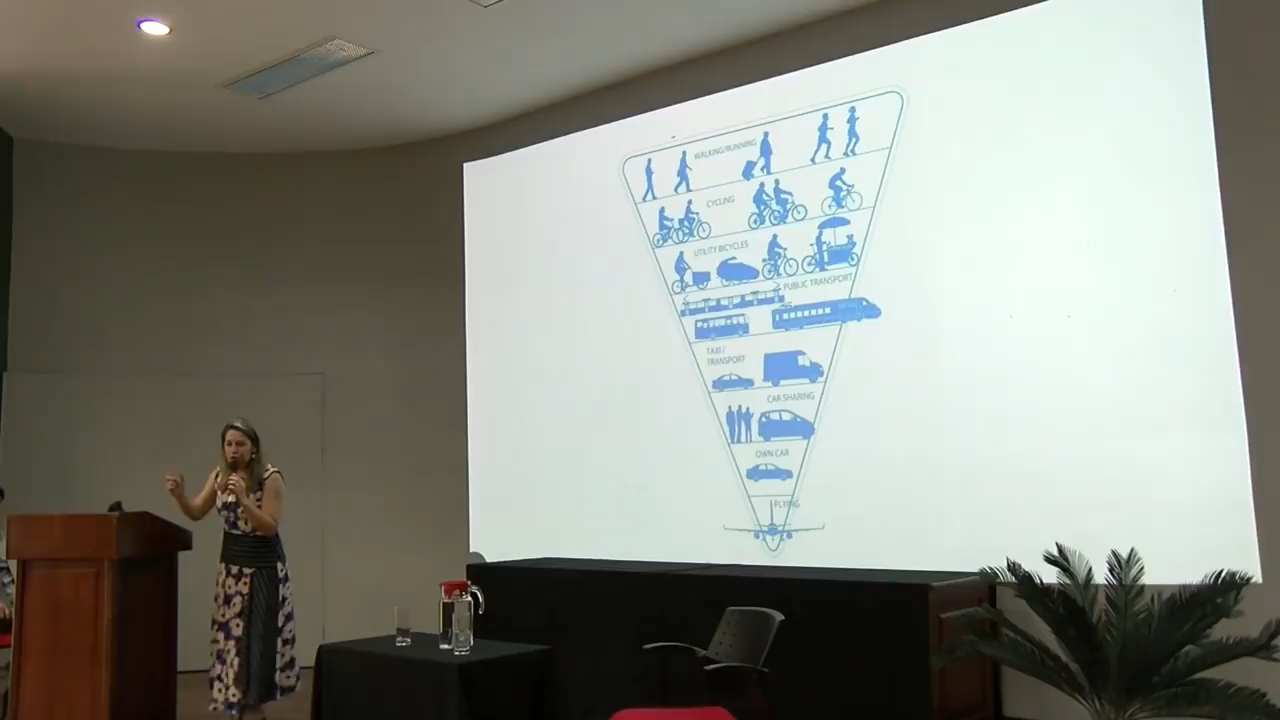 WALKING/RUNNING
CYCLING
UTILITY BICYCLES
PUBLIC TRANSPORT
TAXI /
TRANSPORT
CAR SHARING
OWN CAR
FLYING